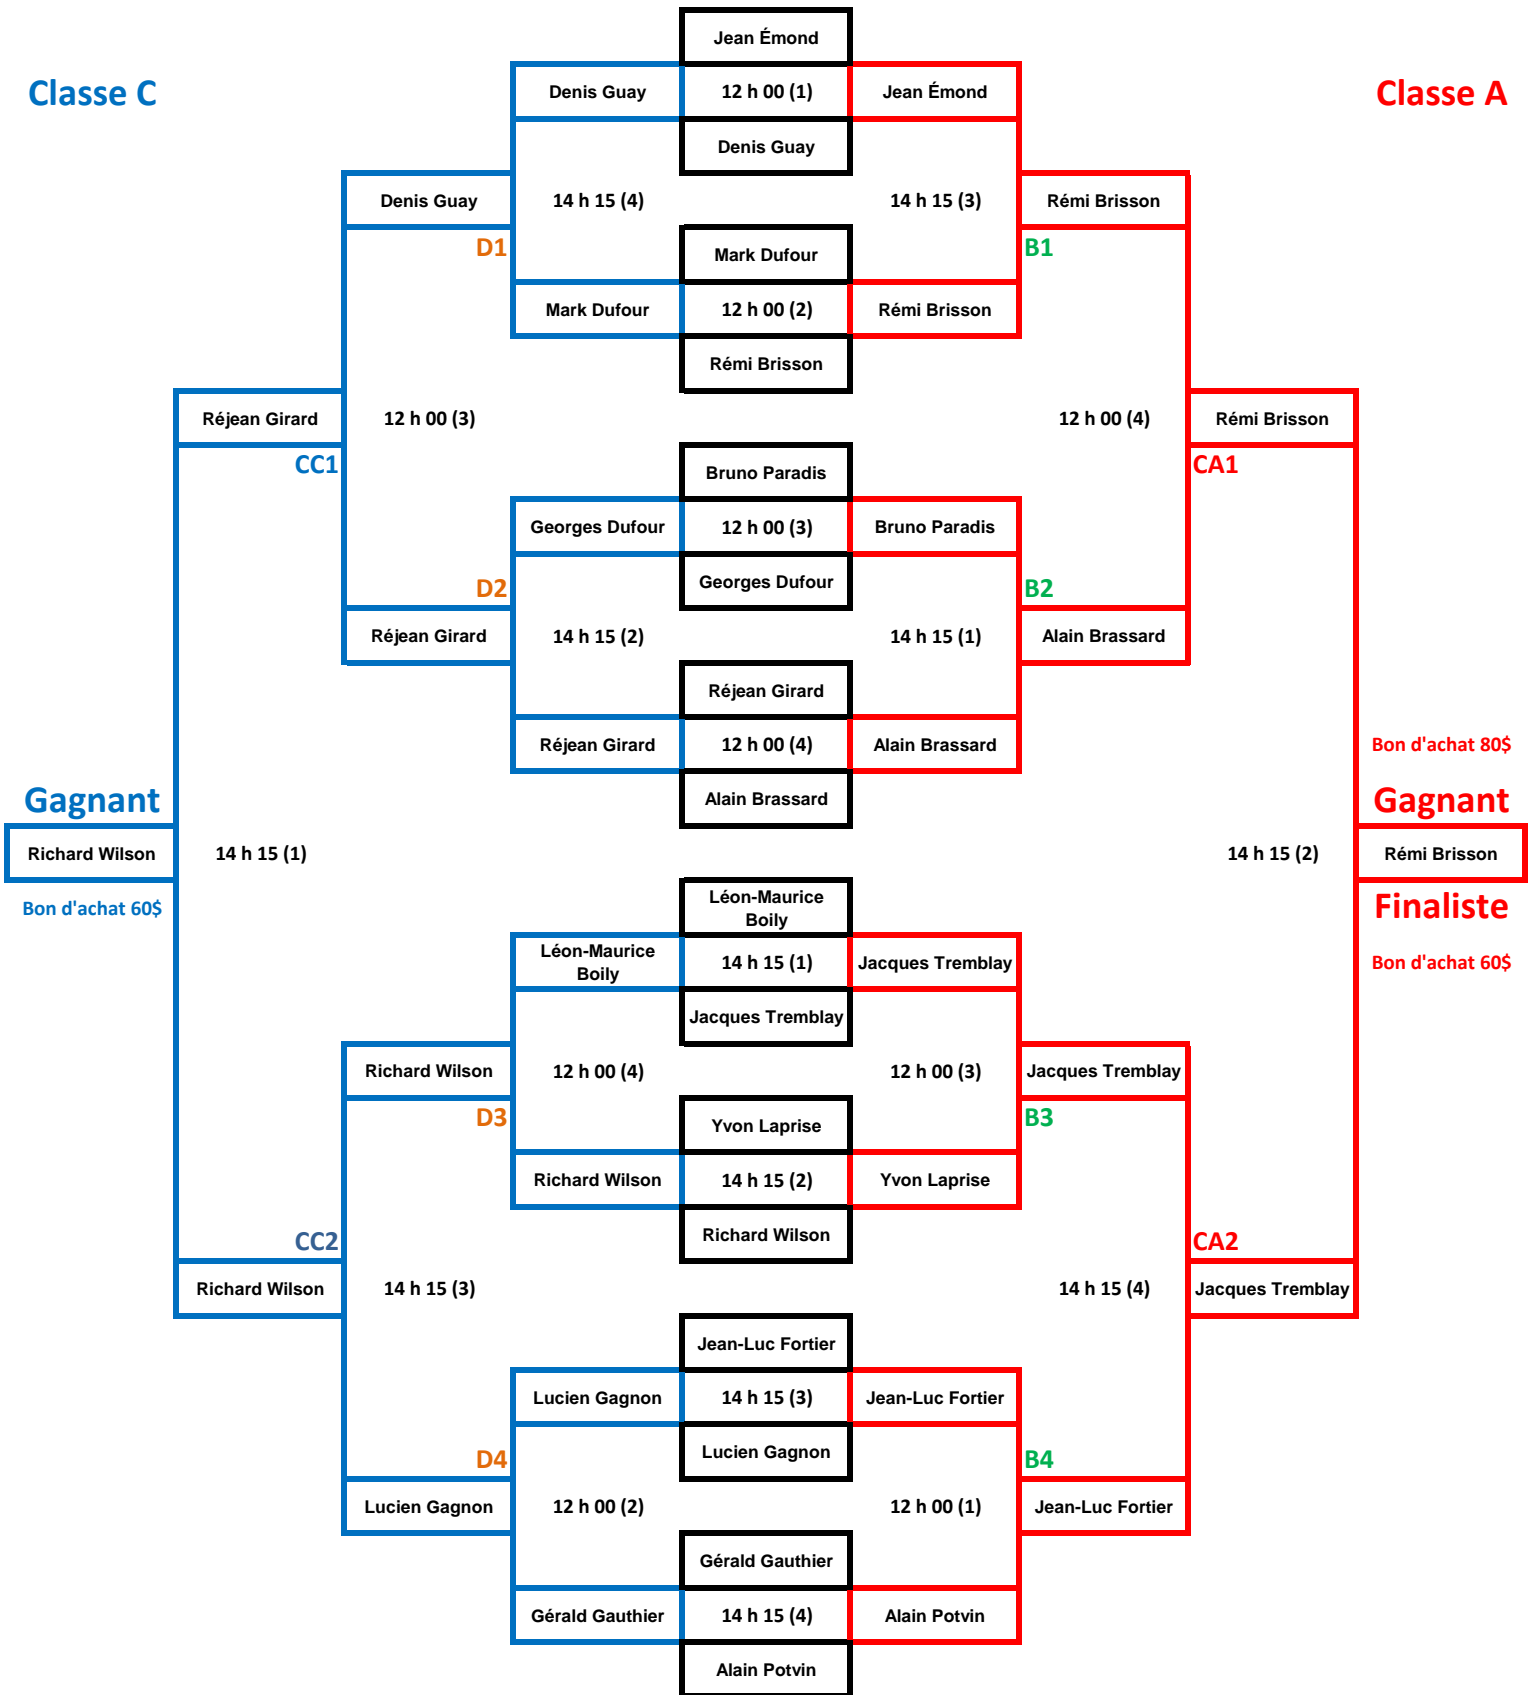 Jean Émond
Classe C
Denis Guay
12 h 00 (1)
Jean Émond
Classe A
Denis Guay
Denis Guay
14 h 15 (4)
14 h 15 (3)
Rémi Brisson
D1
Mark Dufour
B1
Mark Dufour
12 h 00 (2)
Rémi Brisson
Rémi Brisson
Réjean Girard
12 h 00 (3)
12 h 00 (4)
Rémi Brisson
CC1
Bruno Paradis
CA1
Georges Dufour
12 h 00 (3)
Bruno Paradis
D2
Georges Dufour
B2
Réjean Girard
14 h 15 (2)
14 h 15 (1)
Alain Brassard
Réjean Girard
Réjean Girard
12 h 00 (4)
Alain Brassard
Bon d'achat 80$
Gagnant
Alain Brassard
Gagnant
Richard Wilson
14 h 15 (1)
14 h 15 (2)
Rémi Brisson
Bon d'achat 60$
Léon-Maurice
Boily
Finaliste
Léon-Maurice
Boily
14 h 15 (1)
Jacques Tremblay
Bon d'achat 60$
Jacques Tremblay
Richard Wilson
12 h 00 (4)
12 h 00 (3)
Jacques Tremblay
D3
Yvon Laprise
B3
Richard Wilson
14 h 15 (2)
Yvon Laprise
CC2
Richard Wilson
CA2
Richard Wilson
14 h 15 (3)
14 h 15 (4)
Jacques Tremblay
Jean-Luc Fortier
Lucien Gagnon
14 h 15 (3)
Jean-Luc Fortier
D4
Lucien Gagnon
B4
Lucien Gagnon
12 h 00 (2)
12 h 00 (1)
Jean-Luc Fortier
Gérald Gauthier
Gérald Gauthier
14 h 15 (4)
Alain Potvin
Alain Potvin